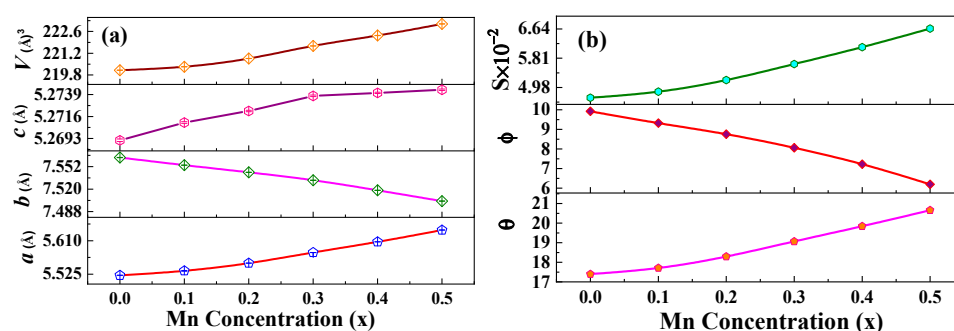 (a)
V (Å)³
222.6
221.2
219.8
c (Å)
5.2739
5.2716
5.2693
b (Å)
7.552
7.520
7.488
a (Å)
5.610
5.525
0.0 0.1 0.2 0.3 0.4 0.5
Mn Concentration (x)
(b)
S×10⁻²
6.64
5.81
4.98
ϕ
10
9
8
7
6
θ
21
20
19
18
17
0.0 0.1 0.2 0.3 0.4 0.5
Mn Concentration (x)